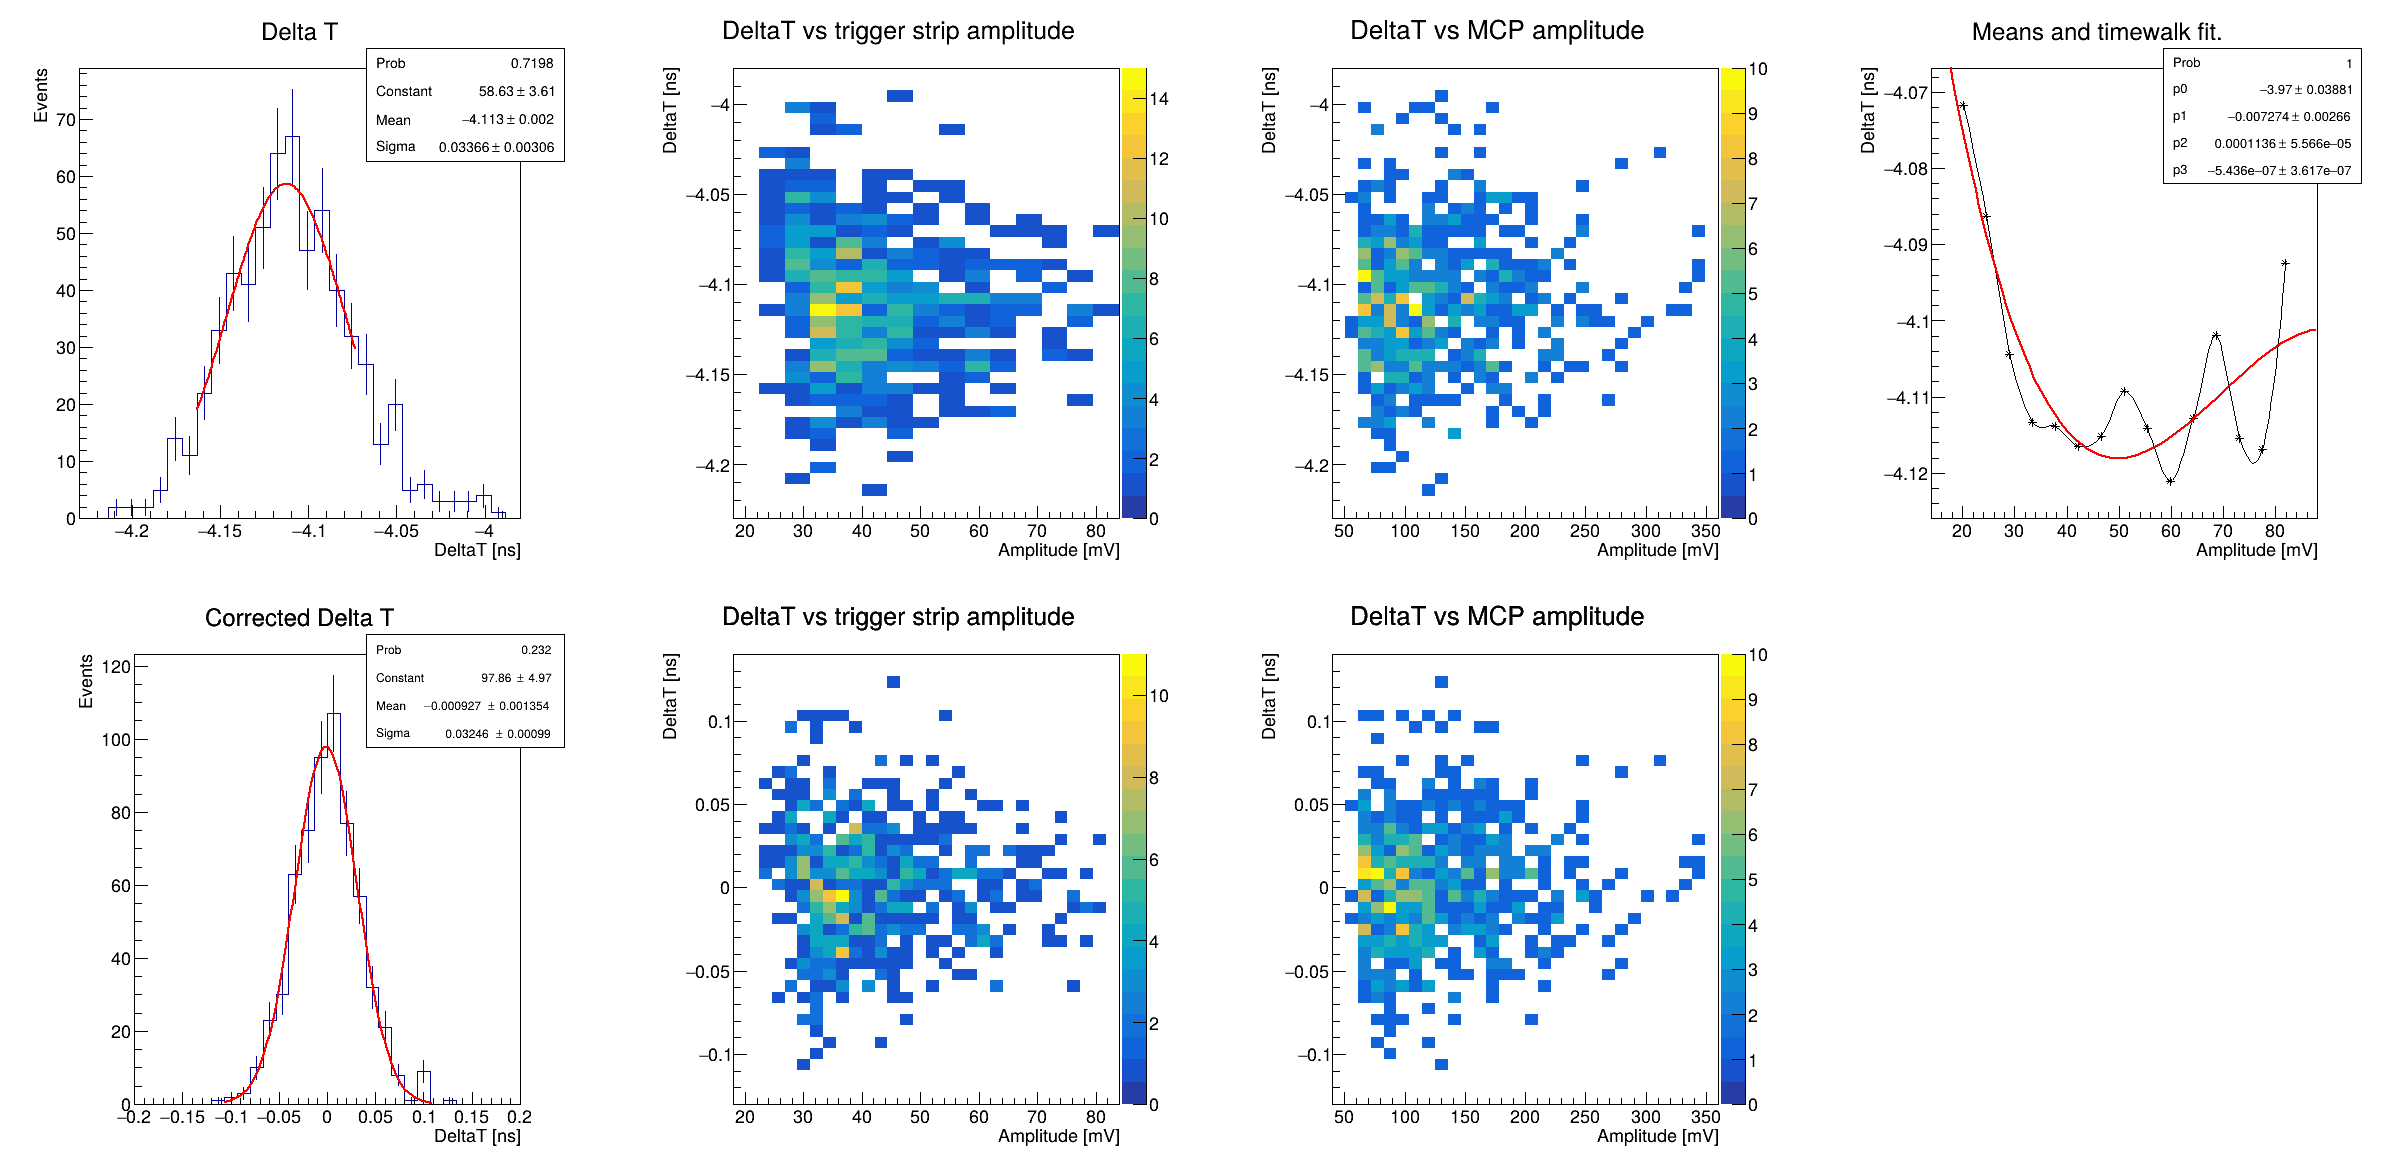 Delta T
Events
Prob 0.7198
Constant 58.63 ± 3.61
Mean −4.113 ± 0.002
Sigma 0.03366 ± 0.00306
70
60
50
40
30
20
10
0
−4.2 −4.15 −4.1 −4.05 −4
DeltaT [ns]
DeltaT vs trigger strip amplitude
DeltaT [ns]
−4
−4.05
−4.1
−4.15
−4.2
20 30 40 50 60 70 80
Amplitude [mV]
14
12
10
8
6
4
2
0
DeltaT vs MCP amplitude
DeltaT [ns]
−4
−4.05
−4.1
−4.15
−4.2
50 100 150 200 250 300 350
Amplitude [mV]
10
9
8
7
6
5
4
3
2
1
0
Means and timewalk fit.
DeltaT [ns]
Prob 1
p0 −3.97 ± 0.03881
p1 −0.007274 ± 0.00266
p2 0.0001136 ± 5.566e−05
p3 −5.436e−07 ± 3.617e−07
−4.07
−4.08
−4.09
−4.1
−4.11
−4.12
20 30 40 50 60 70 80
Amplitude [mV]
Corrected Delta T
Events
Prob 0.232
Constant 97.86 ± 4.97
Mean −0.000927 ± 0.001354
Sigma 0.03246 ± 0.00099
120
100
80
60
40
20
0
−0.2 −0.15 −0.1 −0.05 0 0.05 0.1 0.15 0.2
DeltaT [ns]
DeltaT vs trigger strip amplitude
DeltaT [ns]
0.1
0.05
0
−0.05
−0.1
20 30 40 50 60 70 80
Amplitude [mV]
10
8
6
4
2
0
DeltaT vs MCP amplitude
DeltaT [ns]
0.1
0.05
0
−0.05
−0.1
50 100 150 200 250 300 350
Amplitude [mV]
10
9
8
7
6
5
4
3
2
1
0